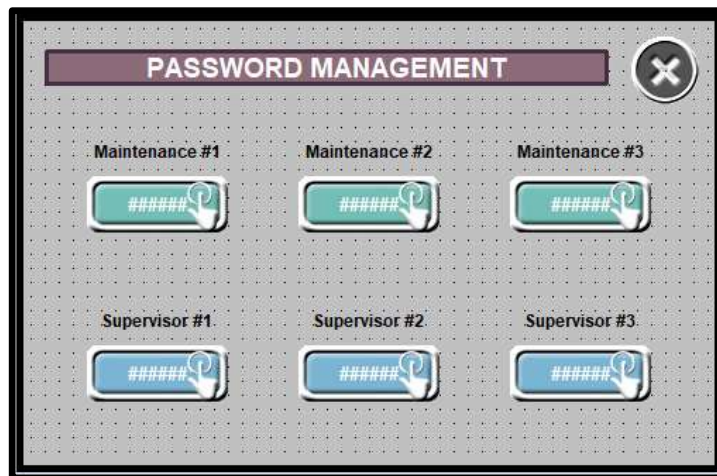 PASSWORD MANAGEMENT
Maintenance #1 Maintenance #2 Maintenance #3
###### ###### ######
Supervisor #1 Supervisor #2 Supervisor #3
###### ###### ######